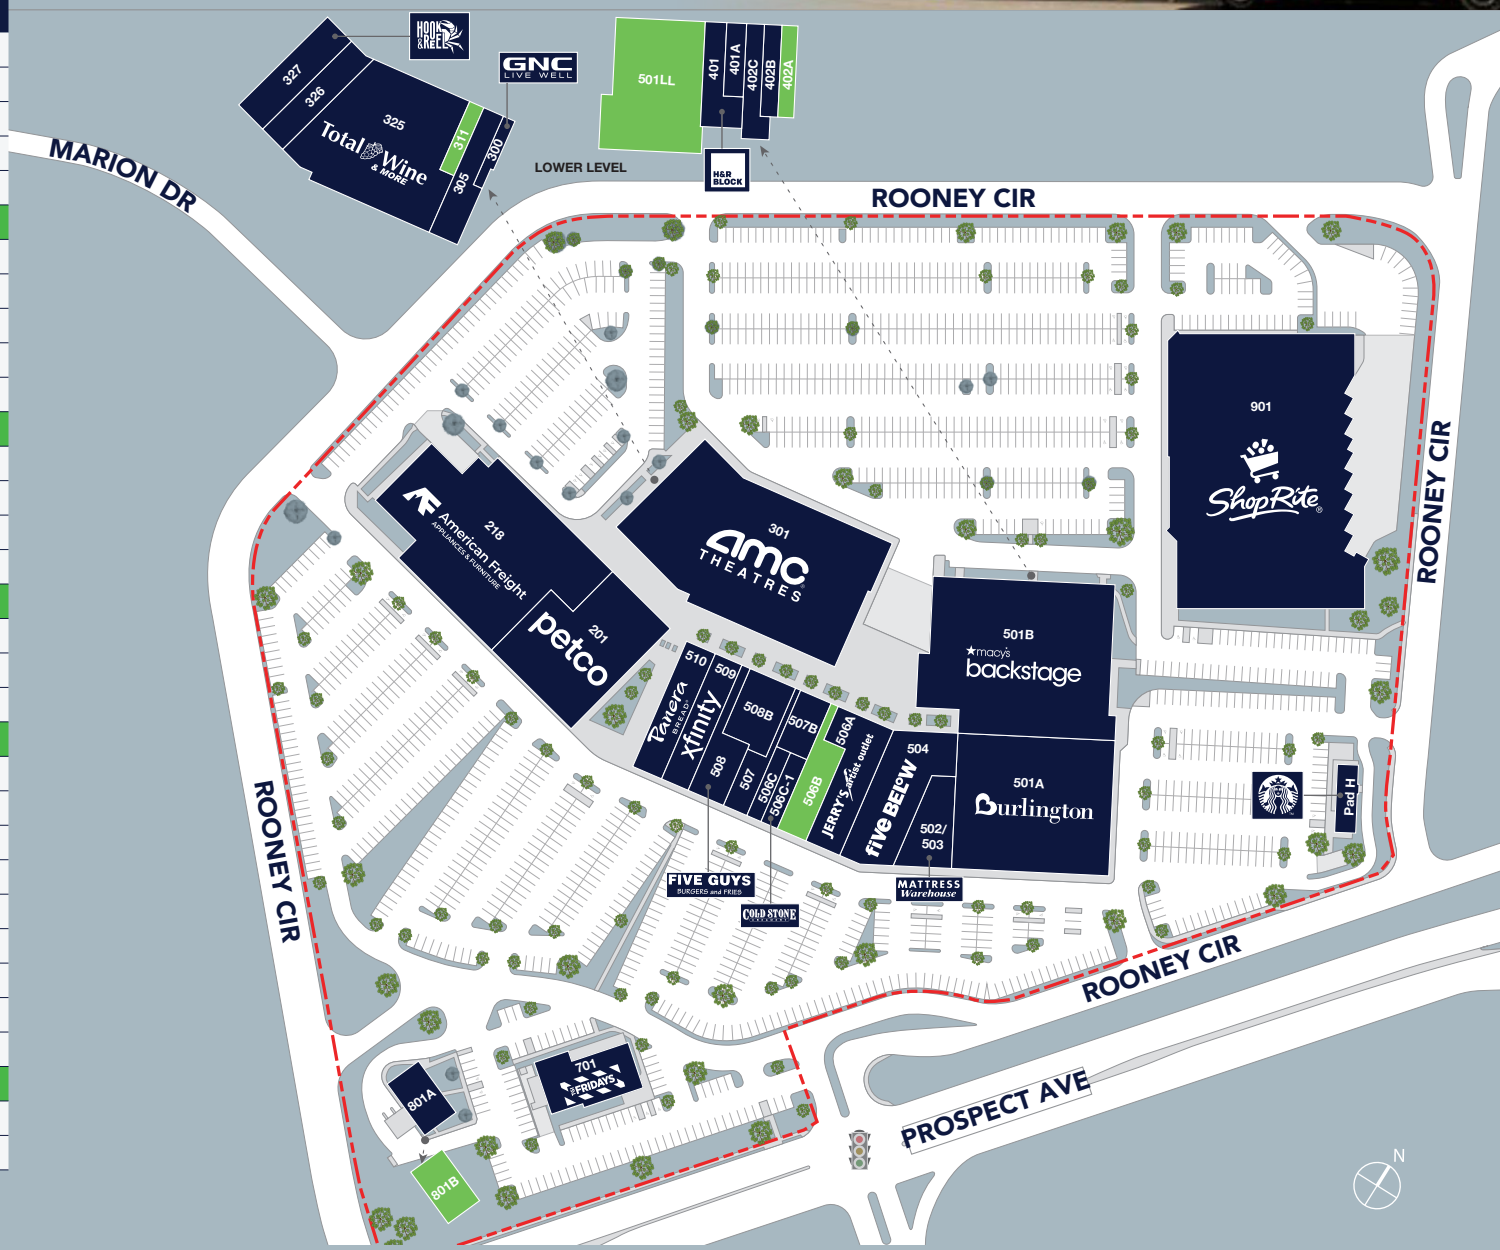 HOOK
& REEL
GNC
LIVE WELL
327
326
325
Total Wine
& MORE
311
300
305
501LL
401
401A
402C
402B
402A
LOWER LEVEL
H&R
BLOCK
MARION DR
ROONEY CIR
901
ShopRite
ROONEY CIR
218
American Freight
APPLIANCES & FURNITURE
201
petco
301
amc
THEATRES
501B
macy's
backstage
510
Panera
BREAD
509
xfinity
508B
508
507B
507
506C
506C-1
506B
506A
JERRY'S artist outlet
504
five BEL°W
502/
503
501A
Burlington
Pad H
FIVE GUYS
BURGERS and FRIES
COLD STONE
MATTRESS
Warehouse
ROONEY CIR
ROONEY CIR
701
FRIDAYS
801A
801B
PROSPECT AVE
N